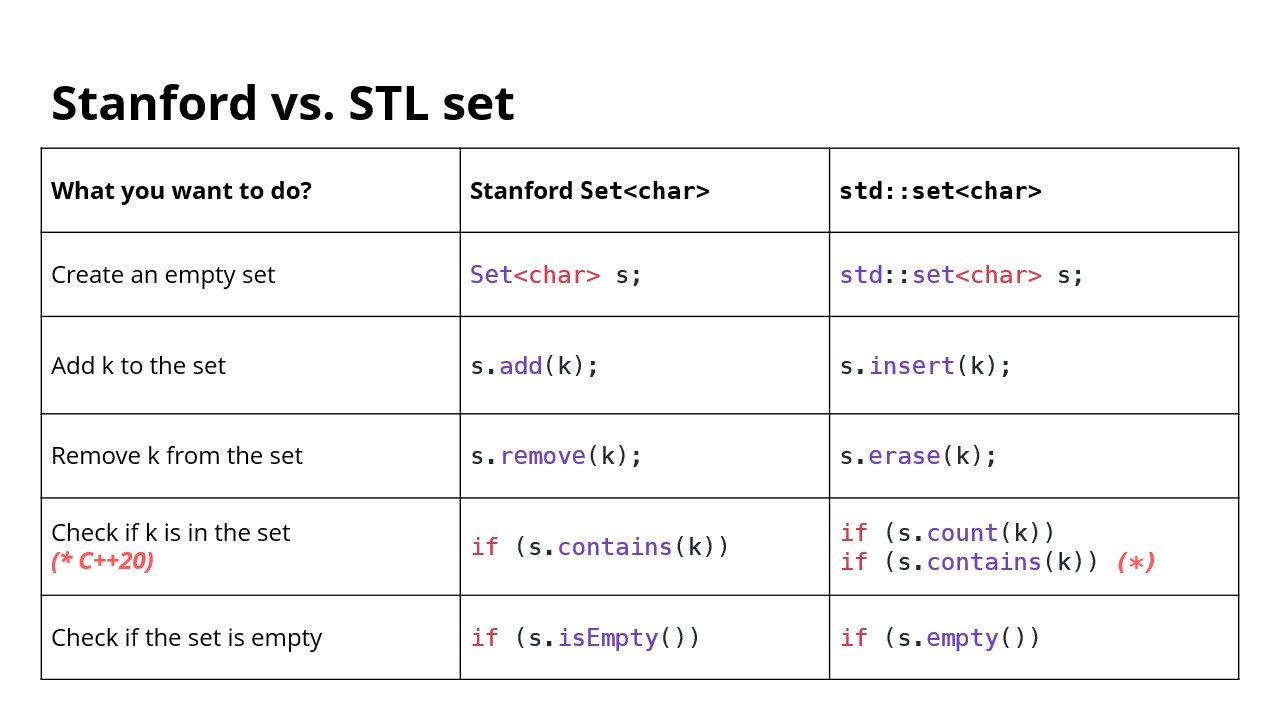 Stanford vs. STL set
What you want to do?
Stanford Set<char>
std::set<char>
Create an empty set
Set<char> s;
std::set<char> s;
Add k to the set
s.add(k);
s.insert(k);
Remove k from the set
s.remove(k);
s.erase(k);
Check if k is in the set
(* C++20)
if (s.contains(k))
if (s.count(k))
if (s.contains(k)) (*)
Check if the set is empty
if (s.isEmpty())
if (s.empty())